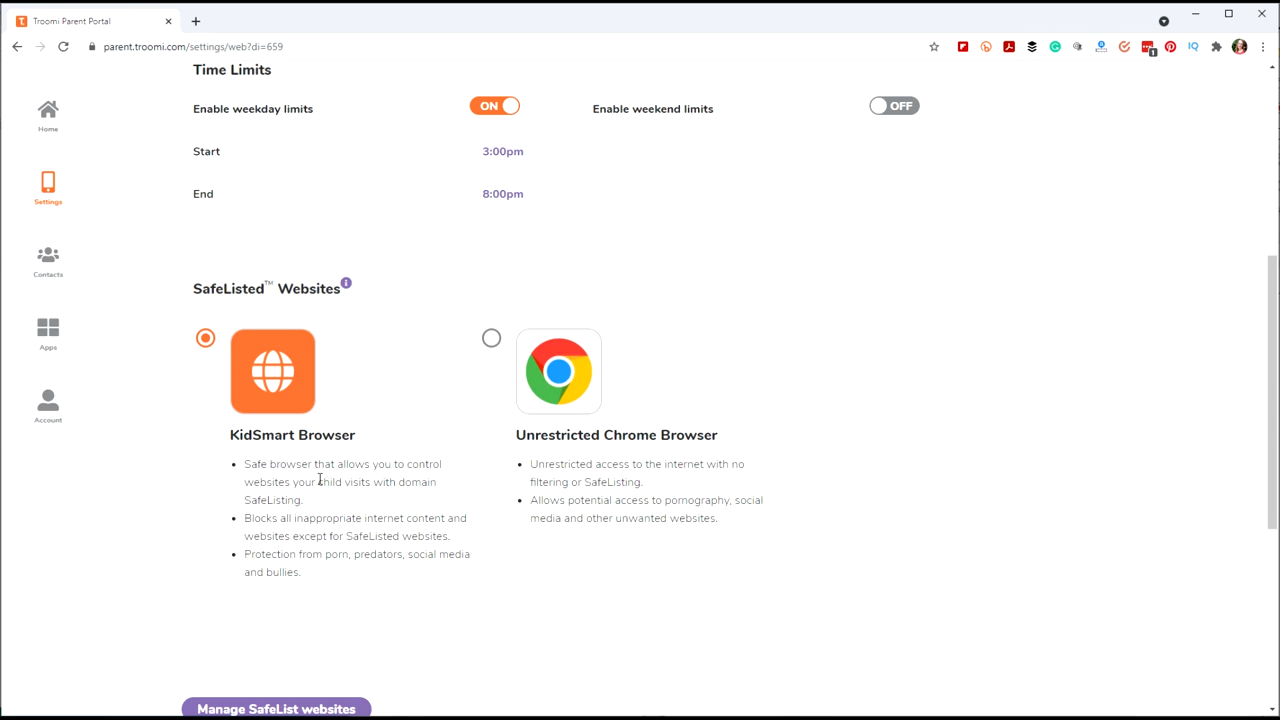 Troomi Parent Portal
parent.troomi.com/settings/web?di=659
1
IQ
Time Limits
Enable weekday limits
ON
Enable weekend limits
OFF
Home
Start
3:00pm
Settings
End
8:00pm
Contacts
SafeListed™ Websites
i
Apps
Account
KidSmart Browser
Unrestricted Chrome Browser
Safe browser that allows you to control
websites your child visits with domain
SafeListing.
Blocks all inappropriate internet content and
websites except for SafeListed websites.
Protection from porn, predators, social media
and bullies.
Unrestricted access to the internet with no
filtering or SafeListing.
Allows potential access to pornography, social
media and other unwanted websites.
Manage SafeList websites